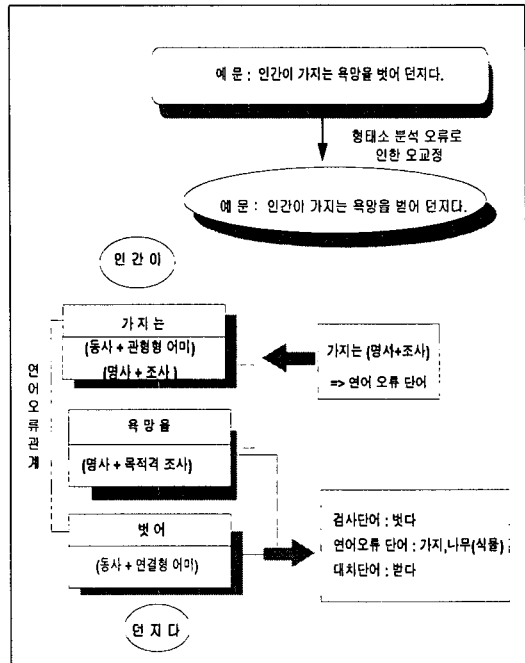 예 문 : 인간이 가지는 욕망을 벗어 던지다.
형태소 분석 오류로
인한 오교정
예 문 : 인간이 가지는 욕망을 벋어 던지다.
인 간 이
가 지 는
(동사 + 관형형 어미)
(명사 + 조사 )
가지는 (명서+조사)
=> 연어 오류 단어
연어오류관계
욕 망 을
(명사 + 목적격 조사)
벗 어
(동사 + 연결형 어미)
검사단어 : 벗다
연어오류 단어 : 가지,나무(식물)
대치단어 : 벋다
던 지 다